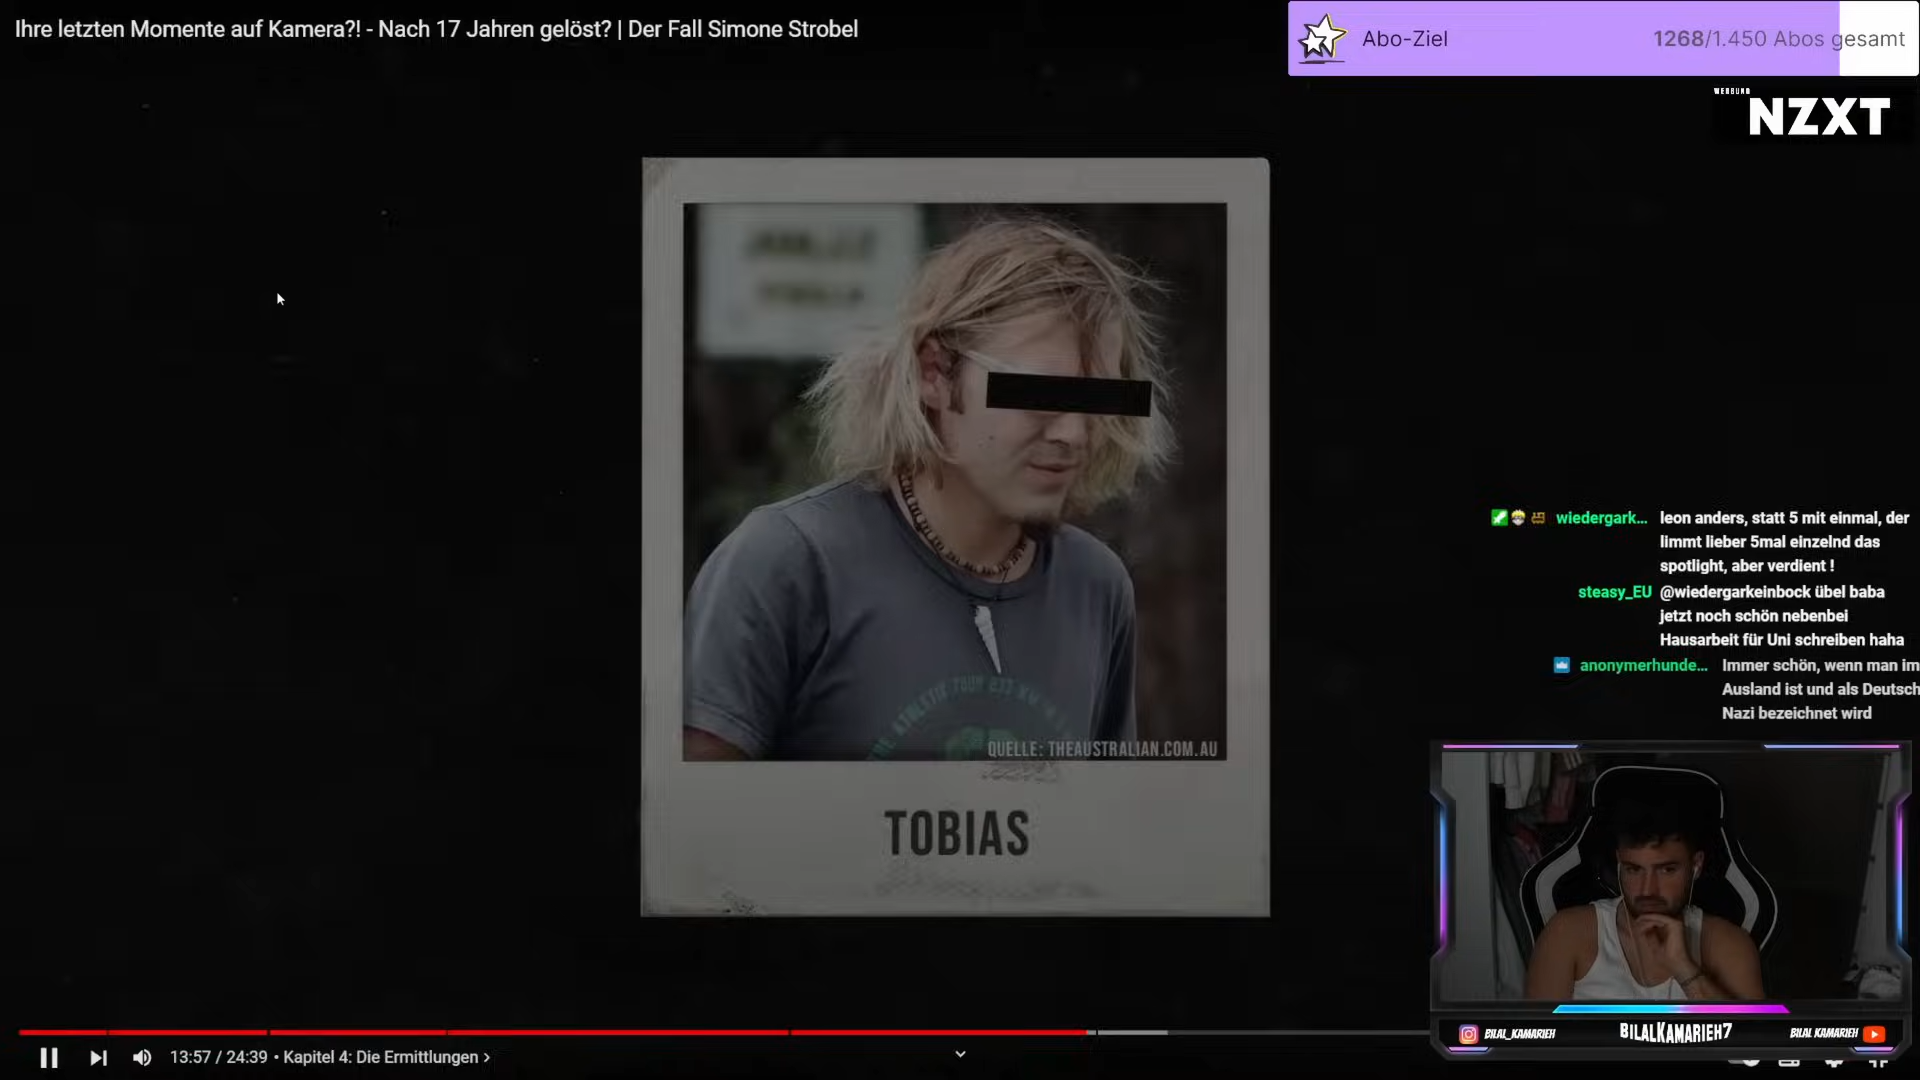 Ihre letzten Momente auf Kamera?! - Nach 17 Jahren gelöst? | Der Fall Simone Strobel
Abo-Ziel
1268/1.450 Abos gesamt
WERBUNG
NZXT
QUELLE: THEAUSTRALIAN.COM.AU
TOBIAS
wiedergark... leon anders, statt 5 mit einmal, der
limmt lieber 5mal einzelnd das
spotlight, aber verdient !
steasy_EU @wiedergarkeinbock übel baba
jetzt noch schön nebenbei
Hausarbeit für Uni schreiben haha
anonymerhunde... Immer schön, wenn man im
Ausland ist und als Deutsch
Nazi bezeichnet wird
BILAL_KAMARIEH
BILALKAMARIEH7
BILAL KAMARIEH
13:57 / 24:39 • Kapitel 4: Die Ermittlungen >